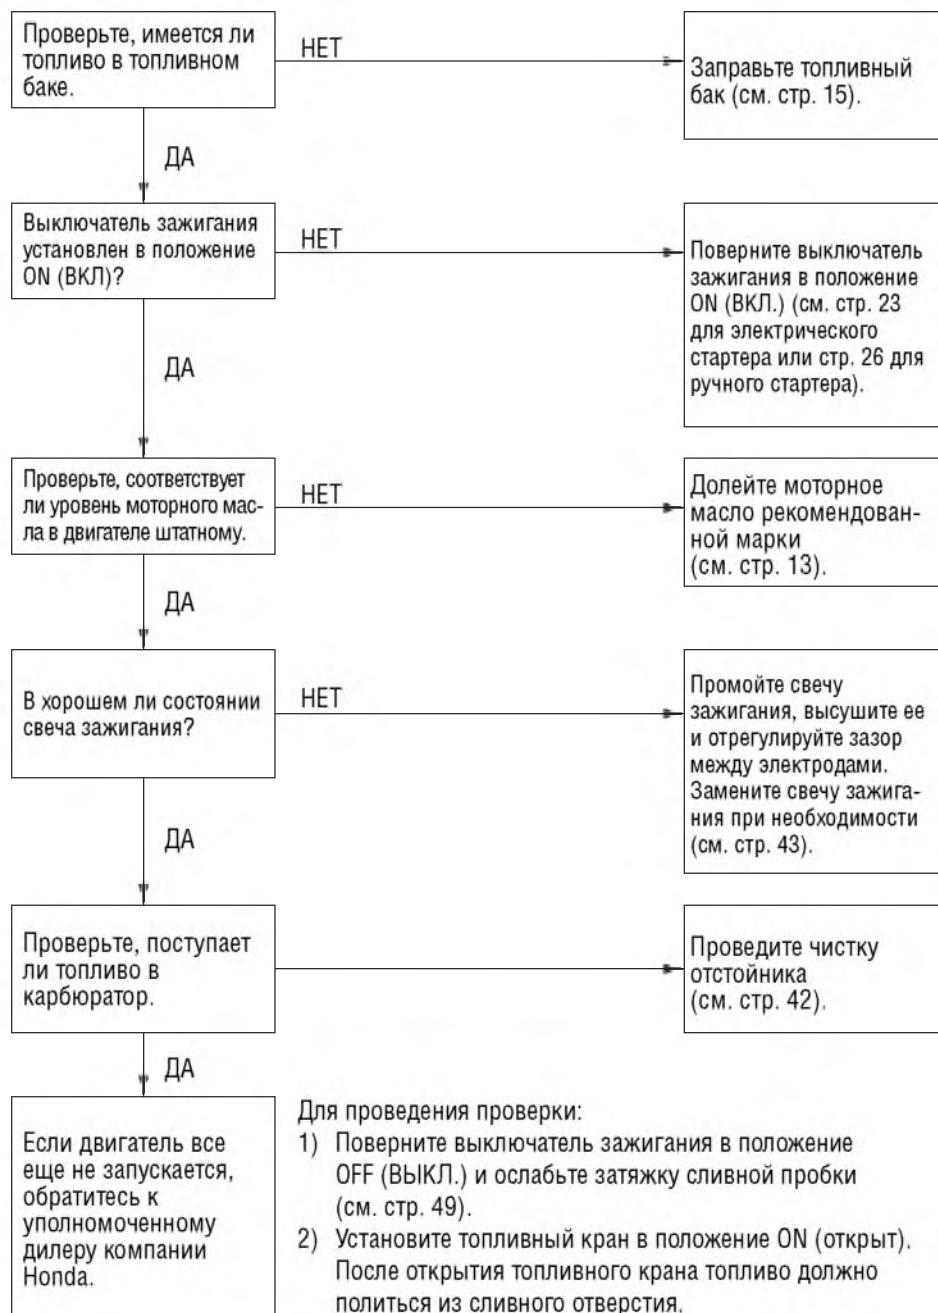 Проверьте, имеется ли
топливо в топливном
баке.
НЕТ
Заправьте топливный
бак (см. стр. 15).
ДА
Выключатель зажигания
установлен в положение
ON (ВКЛ)?
НЕТ
Поверните выключатель
зажигания в положение
ON (ВКЛ.) (см. стр. 23
для электрического
стартера или стр. 26 для
ручного стартера).
ДА
Проверьте, соответствует
ли уровень моторного мас-
ла в двигателе штатному.
НЕТ
Долейте моторное
масло рекомендован-
ной марки
(см. стр. 13).
ДА
В хорошем ли состоянии
свеча зажигания?
НЕТ
Промойте свечу
зажигания, высушите ее
и отрегулируйте зазор
между электродами.
Замените свечу зажига-
ния при необходимости
(см. стр. 43).
ДА
Проверьте, поступает
ли топливо в
карбюратор.
Проведите чистку
отстойника
(см. стр. 42).
ДА
Если двигатель все
еще не запускается,
обратитесь к
уполномоченному
дилеру компании
Honda.
Для проведения проверки:
1) Поверните выключатель зажигания в положение
OFF (ВЫКЛ.) и ослабьте затяжку сливной пробки
(см. стр. 49).
2) Установите топливный кран в положение ON (открыт).
После открытия топливного крана топливо должно
политься из сливного отверстия.